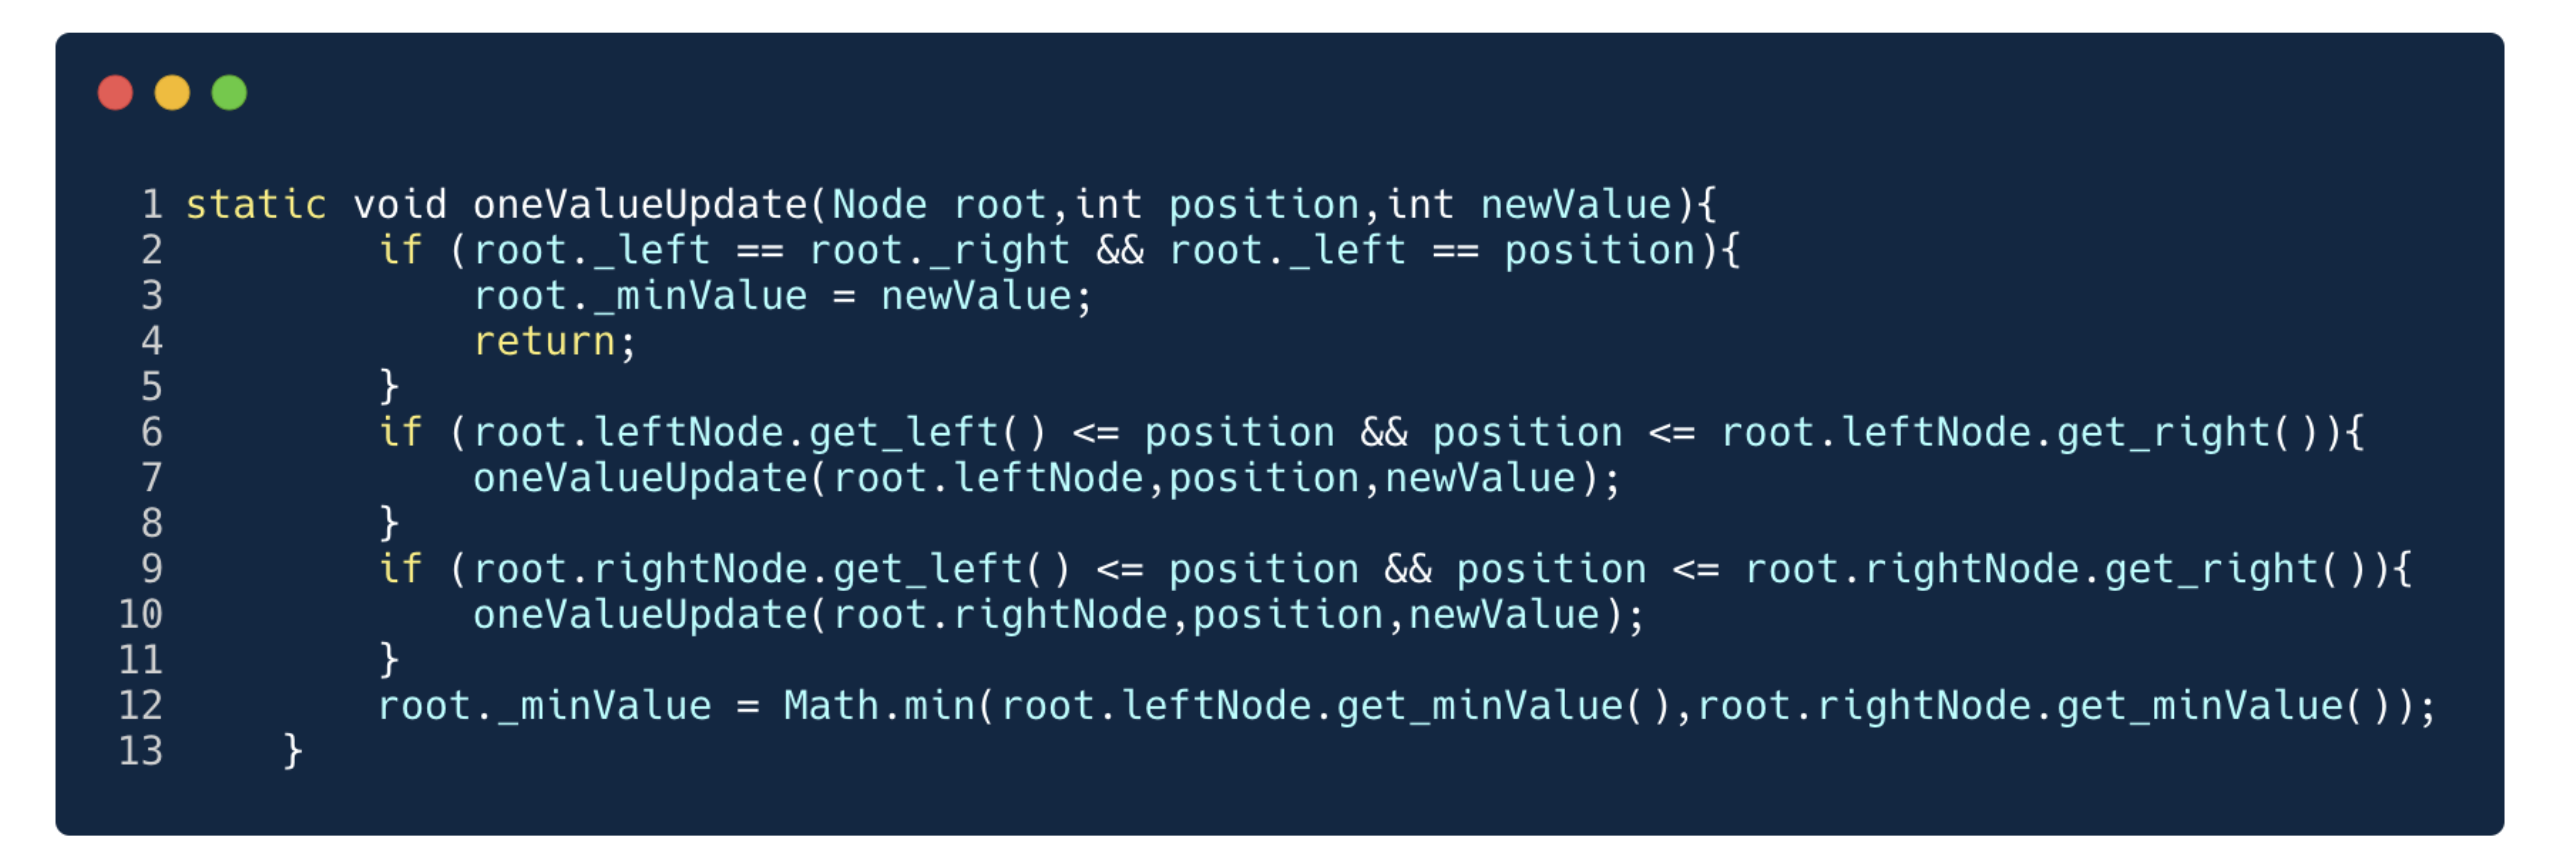 1 static void oneValueUpdate(Node root,int position,int newValue){
2         if (root._left == root._right && root._left == position){
3             root._minValue = newValue;
4             return;
5         }
6         if (root.leftNode.get_left() <= position && position <= root.leftNode.get_right()){
7             oneValueUpdate(root.leftNode,position,newValue);
8         }
9         if (root.rightNode.get_left() <= position && position <= root.rightNode.get_right()){
10             oneValueUpdate(root.rightNode,position,newValue);
11         }
12         root._minValue = Math.min(root.leftNode.get_minValue(),root.rightNode.get_minValue());
13     }